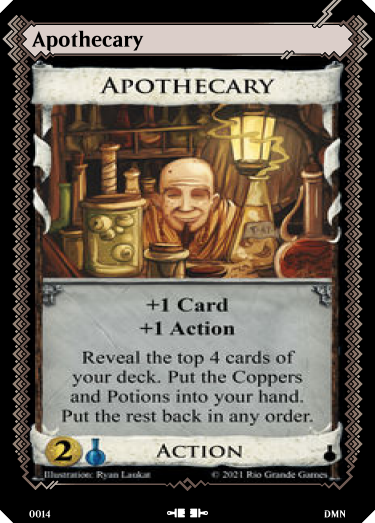 Apothecary
APOTHECARY
+1 Card
+1 Action
Reveal the top 4 cards of
your deck. Put the Coppers
and Potions into your hand.
Put the rest back in any order.
2
ACTION
Illustration: Ryan Laukat © 2021 Rio Grande Games
0014 DMN